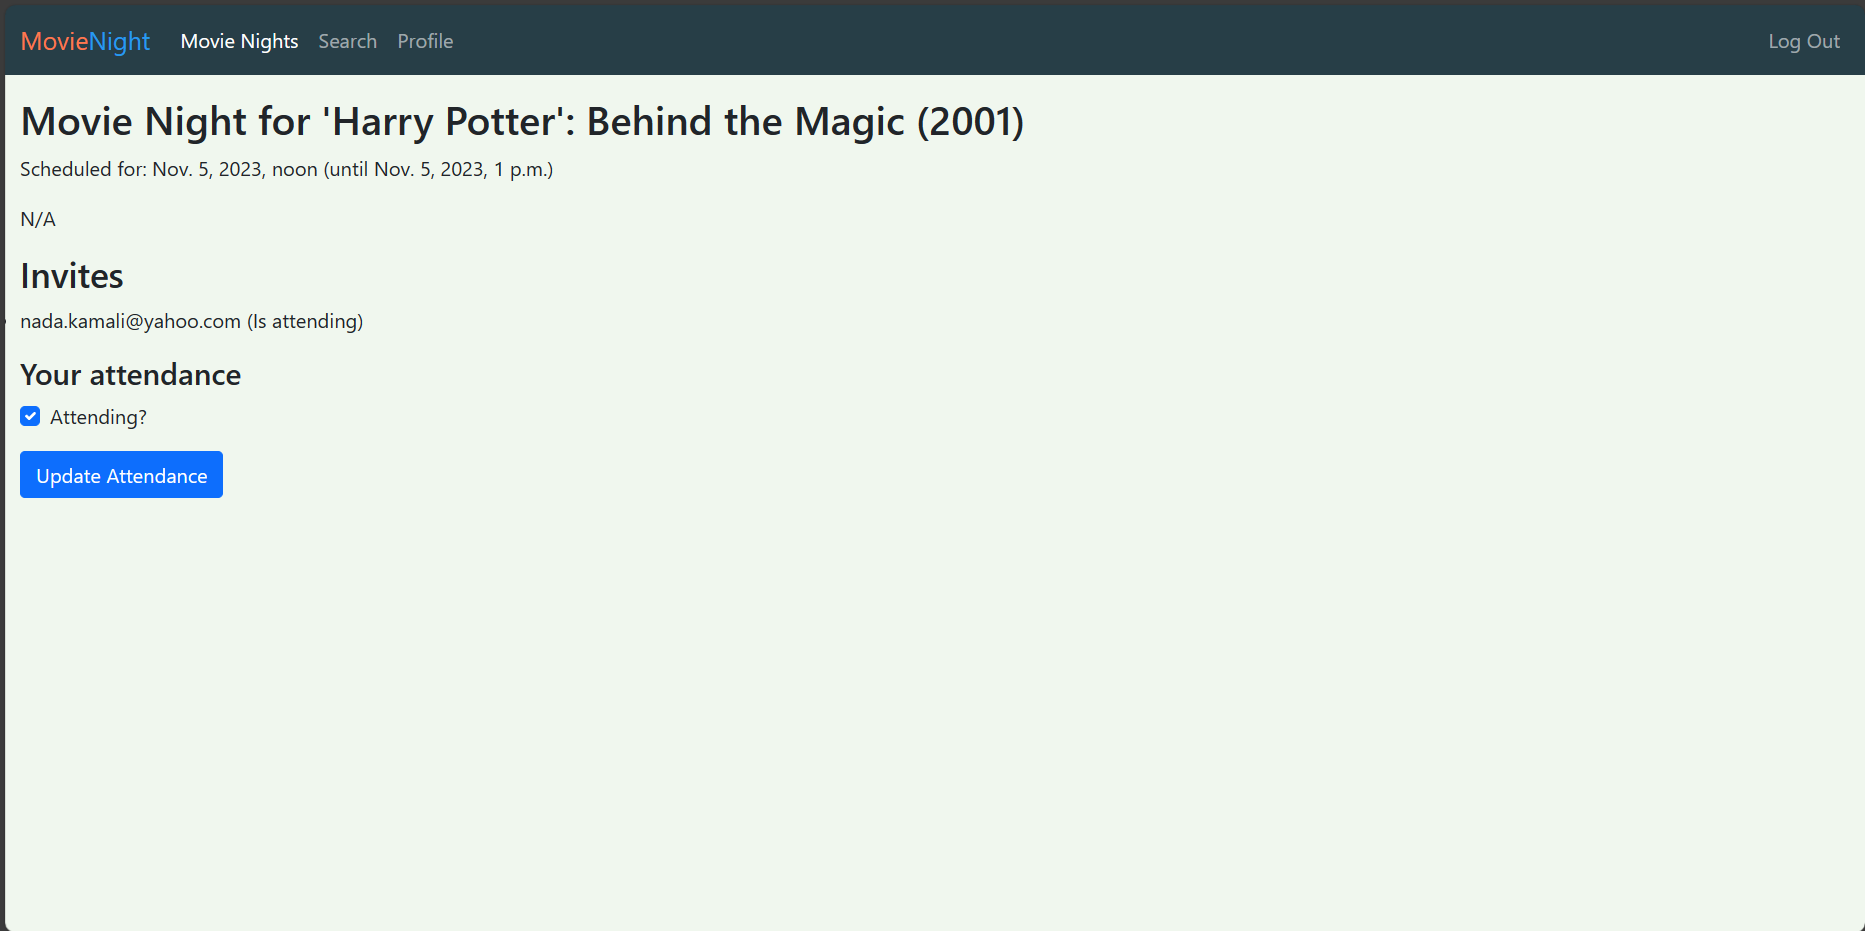 MovieNight Movie Nights Search Profile Log Out
Movie Night for 'Harry Potter': Behind the Magic (2001)
Scheduled for: Nov. 5, 2023, noon (until Nov. 5, 2023, 1 p.m.)
N/A
Invites
nada.kamali@yahoo.com (Is attending)
Your attendance
Attending?
Update Attendance